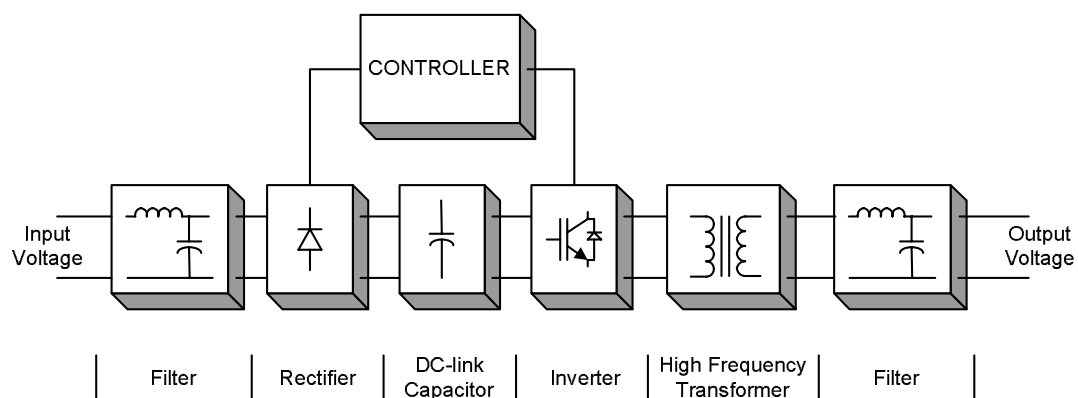 CONTROLLER
Input
Voltage
Output
Voltage
Filter
Rectifier
DC-link
Capacitor
Inverter
High Frequency
Transformer
Filter